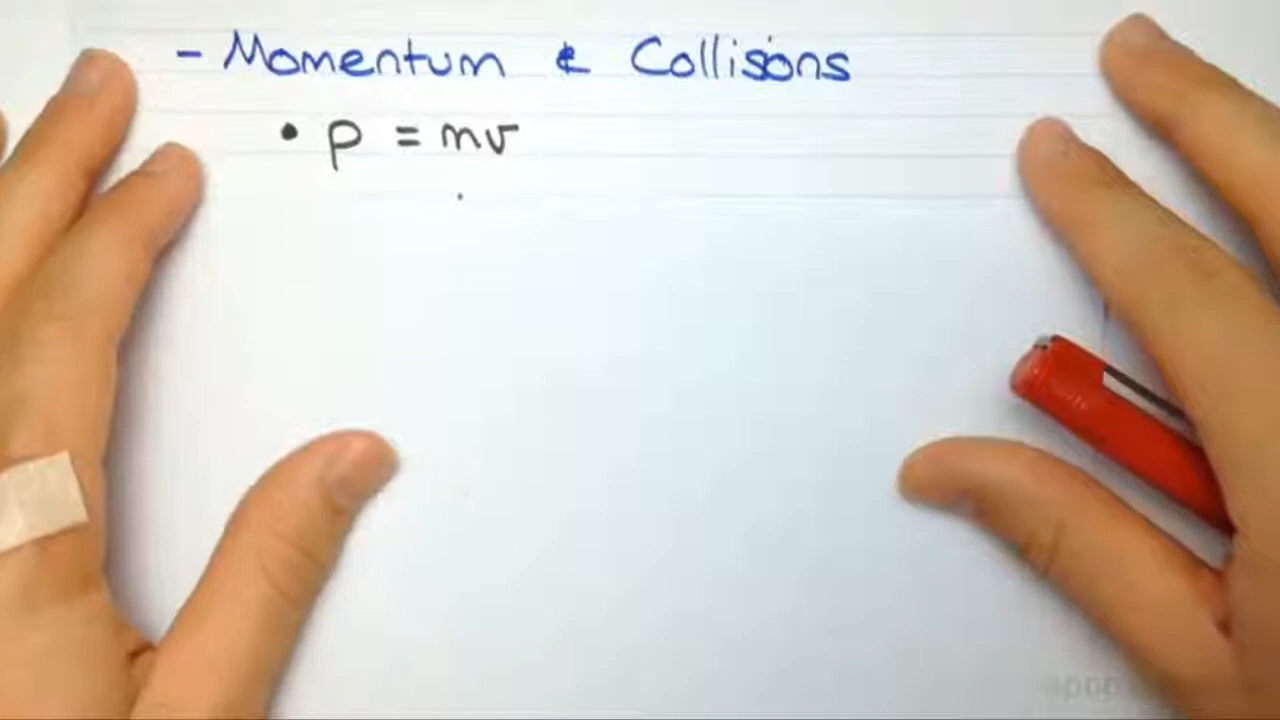 - Momentum & Collisons
• p = mv